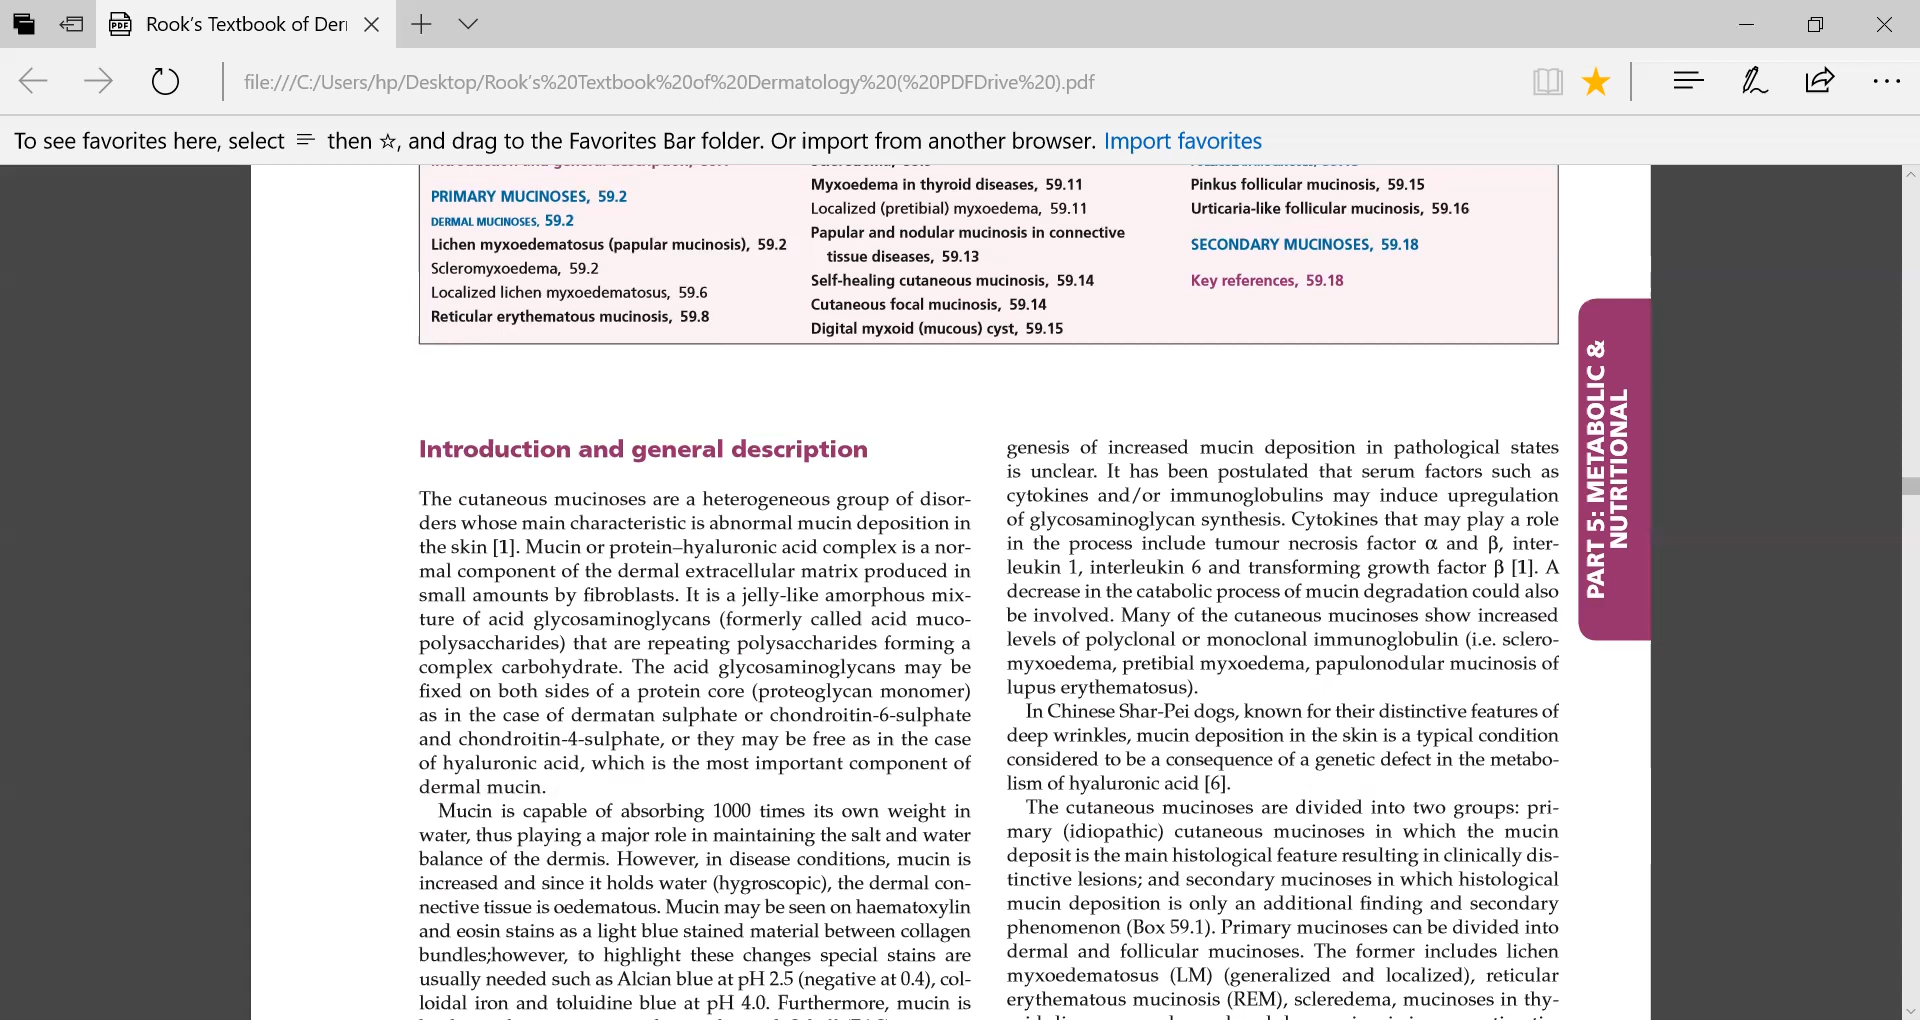 Rook's Textbook of Der
file:///C:/Users/hp/Desktop/Rook's%20Textbook%20of%20Dermatology%20(%20PDFDrive%20).pdf
To see favorites here, select then ☆, and drag to the Favorites Bar folder. Or import from another browser. Import favorites
PRIMARY MUCINOSES, 59.2
DERMAL MUCINOSES, 59.2
Lichen myxoedematosus (papular mucinosis), 59.2
Scleromyxoedema, 59.2
Localized lichen myxoedematosus, 59.6
Reticular erythematous mucinosis, 59.8
Myxoedema in thyroid diseases, 59.11
Localized (pretibial) myxoedema, 59.11
Papular and nodular mucinosis in connective
tissue diseases, 59.13
Self-healing cutaneous mucinosis, 59.14
Cutaneous focal mucinosis, 59.14
Digital myxoid (mucous) cyst, 59.15
Pinkus follicular mucinosis, 59.15
Urticaria-like follicular mucinosis, 59.16
SECONDARY MUCINOSES, 59.18
Key references, 59.18
PART 5: METABOLIC &
NUTRITIONAL
Introduction and general description
The cutaneous mucinoses are a heterogeneous group of disor-
ders whose main characteristic is abnormal mucin deposition in
the skin [1]. Mucin or protein–hyaluronic acid complex is a nor-
mal component of the dermal extracellular matrix produced in
small amounts by fibroblasts. It is a jelly-like amorphous mix-
ture of acid glycosaminoglycans (formerly called acid muco-
polysaccharides) that are repeating polysaccharides forming a
complex carbohydrate. The acid glycosaminoglycans may be
fixed on both sides of a protein core (proteoglycan monomer)
as in the case of dermatan sulphate or chondroitin-6-sulphate
and chondroitin-4-sulphate, or they may be free as in the case
of hyaluronic acid, which is the most important component of
dermal mucin.
Mucin is capable of absorbing 1000 times its own weight in
water, thus playing a major role in maintaining the salt and water
balance of the dermis. However, in disease conditions, mucin is
increased and since it holds water (hygroscopic), the dermal con-
nective tissue is oedematous. Mucin may be seen on haematoxylin
and eosin stains as a light blue stained material between collagen
bundles;however, to highlight these changes special stains are
usually needed such as Alcian blue at pH 2.5 (negative at 0.4), col-
loidal iron and toluidine blue at pH 4.0. Furthermore, mucin is
genesis of increased mucin deposition in pathological states
is unclear. It has been postulated that serum factors such as
cytokines and/or immunoglobulins may induce upregulation
of glycosaminoglycan synthesis. Cytokines that may play a role
in the process include tumour necrosis factor α and β, inter-
leukin 1, interleukin 6 and transforming growth factor β [1]. A
decrease in the catabolic process of mucin degradation could also
be involved. Many of the cutaneous mucinoses show increased
levels of polyclonal or monoclonal immunoglobulin (i.e. sclero-
myxoedema, pretibial myxoedema, papulonodular mucinosis of
lupus erythematosus).
In Chinese Shar-Pei dogs, known for their distinctive features of
deep wrinkles, mucin deposition in the skin is a typical condition
considered to be a consequence of a genetic defect in the metabo-
lism of hyaluronic acid [6].
The cutaneous mucinoses are divided into two groups: pri-
mary (idiopathic) cutaneous mucinoses in which the mucin
deposit is the main histological feature resulting in clinically dis-
tinctive lesions; and secondary mucinoses in which histological
mucin deposition is only an additional finding and secondary
phenomenon (Box 59.1). Primary mucinoses can be divided into
dermal and follicular mucinoses. The former includes lichen
myxoedematosus (LM) (generalized and localized), reticular
erythematous mucinosis (REM), scleredema, mucinoses in thy-